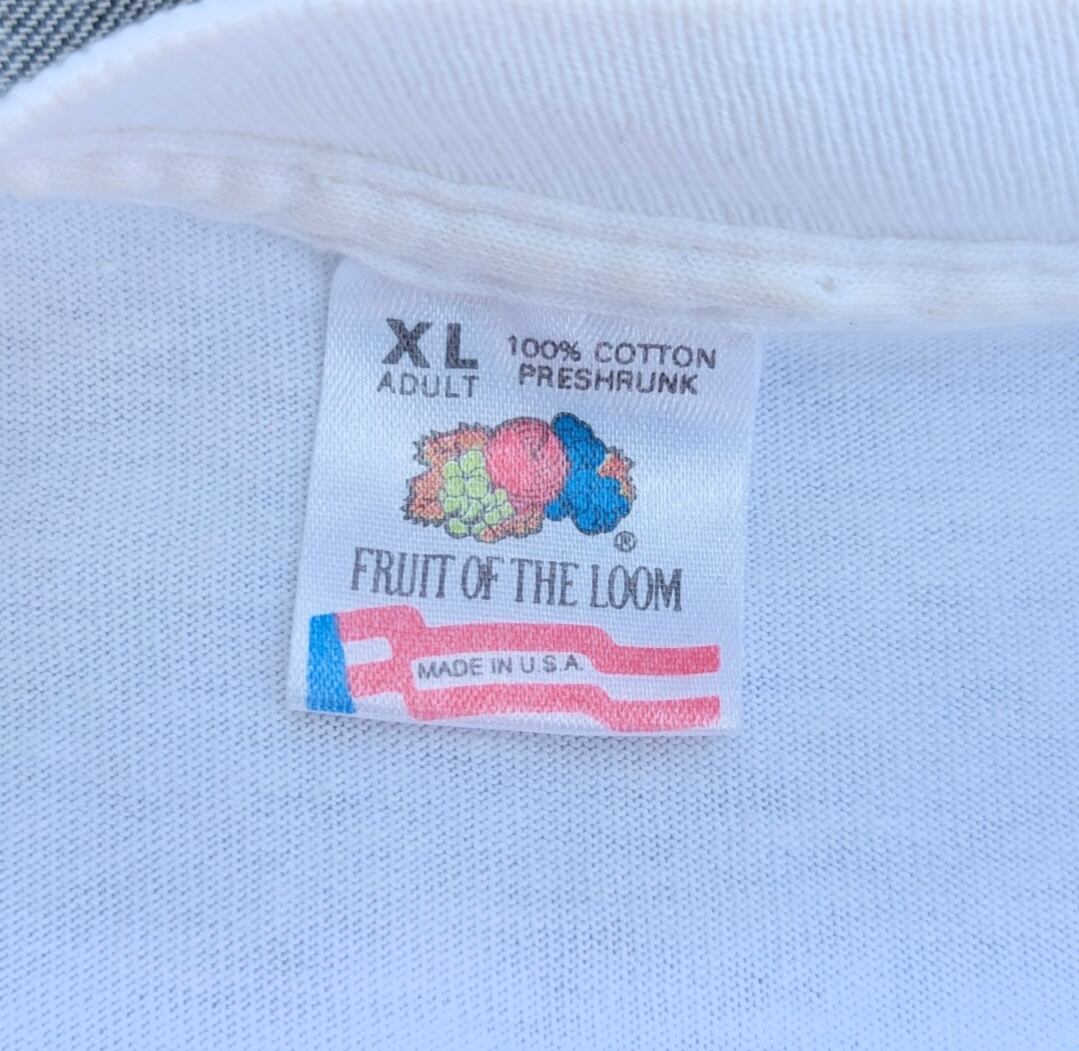 XL
ADULT
100% COTTON
PRESHRUNK
®
FRUIT OF THE LOOM
MADE IN U.S.A.